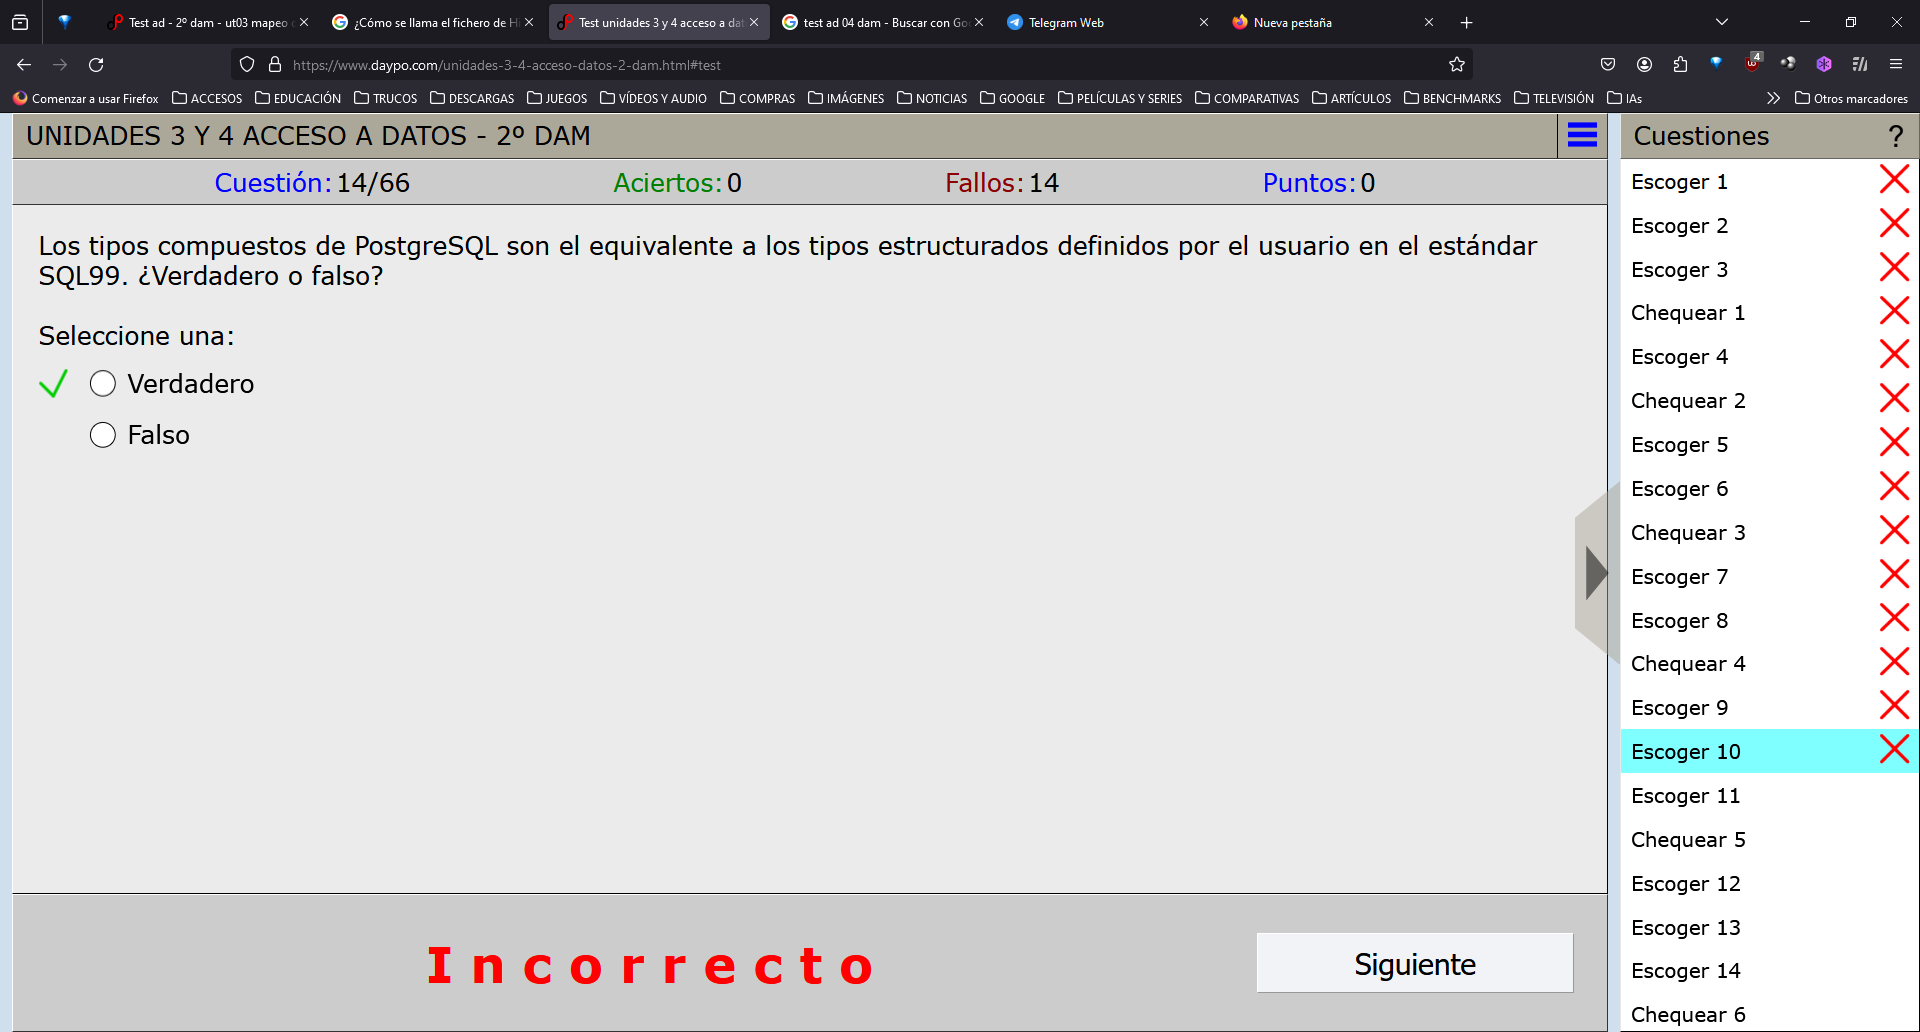 Test ad - 2º dam - ut03 mapeo
¿Cómo se llama el fichero de Hi
Test unidades 3 y 4 acceso a dat
test ad 04 dam - Buscar con Goo
Telegram Web
Nueva pestaña
https://www.daypo.com/unidades-3-4-acceso-datos-2-dam.html#test
4
Comenzar a usar Firefox
ACCESOS
EDUCACIÓN
TRUCOS
DESCARGAS
JUEGOS
VÍDEOS Y AUDIO
COMPRAS
IMÁGENES
NOTICIAS
GOOGLE
PELÍCULAS Y SERIES
COMPARATIVAS
ARTÍCULOS
BENCHMARKS
TELEVISIÓN
IAs
Otros marcadores
UNIDADES 3 Y 4 ACCESO A DATOS - 2º DAM
Cuestión: 14/66
Aciertos: 0
Fallos: 14
Puntos: 0
Los tipos compuestos de PostgreSQL son el equivalente a los tipos estructurados definidos por el usuario en el estándar
SQL99. ¿Verdadero o falso?
Seleccione una:
Verdadero
Falso
Incorrecto
Siguiente
Cuestiones ?
Escoger 1
Escoger 2
Escoger 3
Chequear 1
Escoger 4
Chequear 2
Escoger 5
Escoger 6
Chequear 3
Escoger 7
Escoger 8
Chequear 4
Escoger 9
Escoger 10
Escoger 11
Chequear 5
Escoger 12
Escoger 13
Escoger 14
Chequear 6